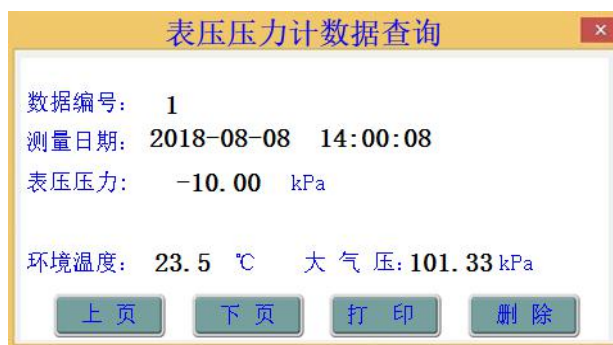 表压压力计数据查询
数据编号: 1
测量日期: 2018-08-08 14:00:08
表压压力: -10.00 kPa
环境温度: 23.5 ℃ 大 气 压: 101.33 kPa
上 页 下 页 打 印 删 除